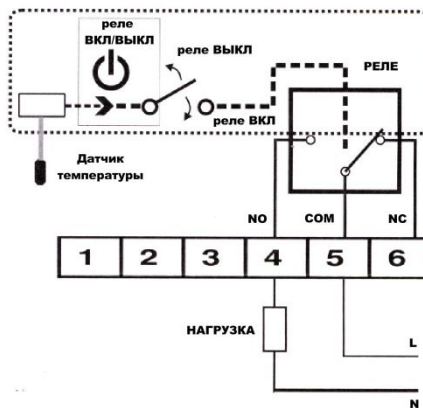 реле
ВКЛ/ВЫКЛ
реле ВЫКЛ
РЕЛЕ
реле ВКЛ
Датчик
температуры
NO COM NC
1 2 3 4 5 6
НАГРУЗКА
L
N